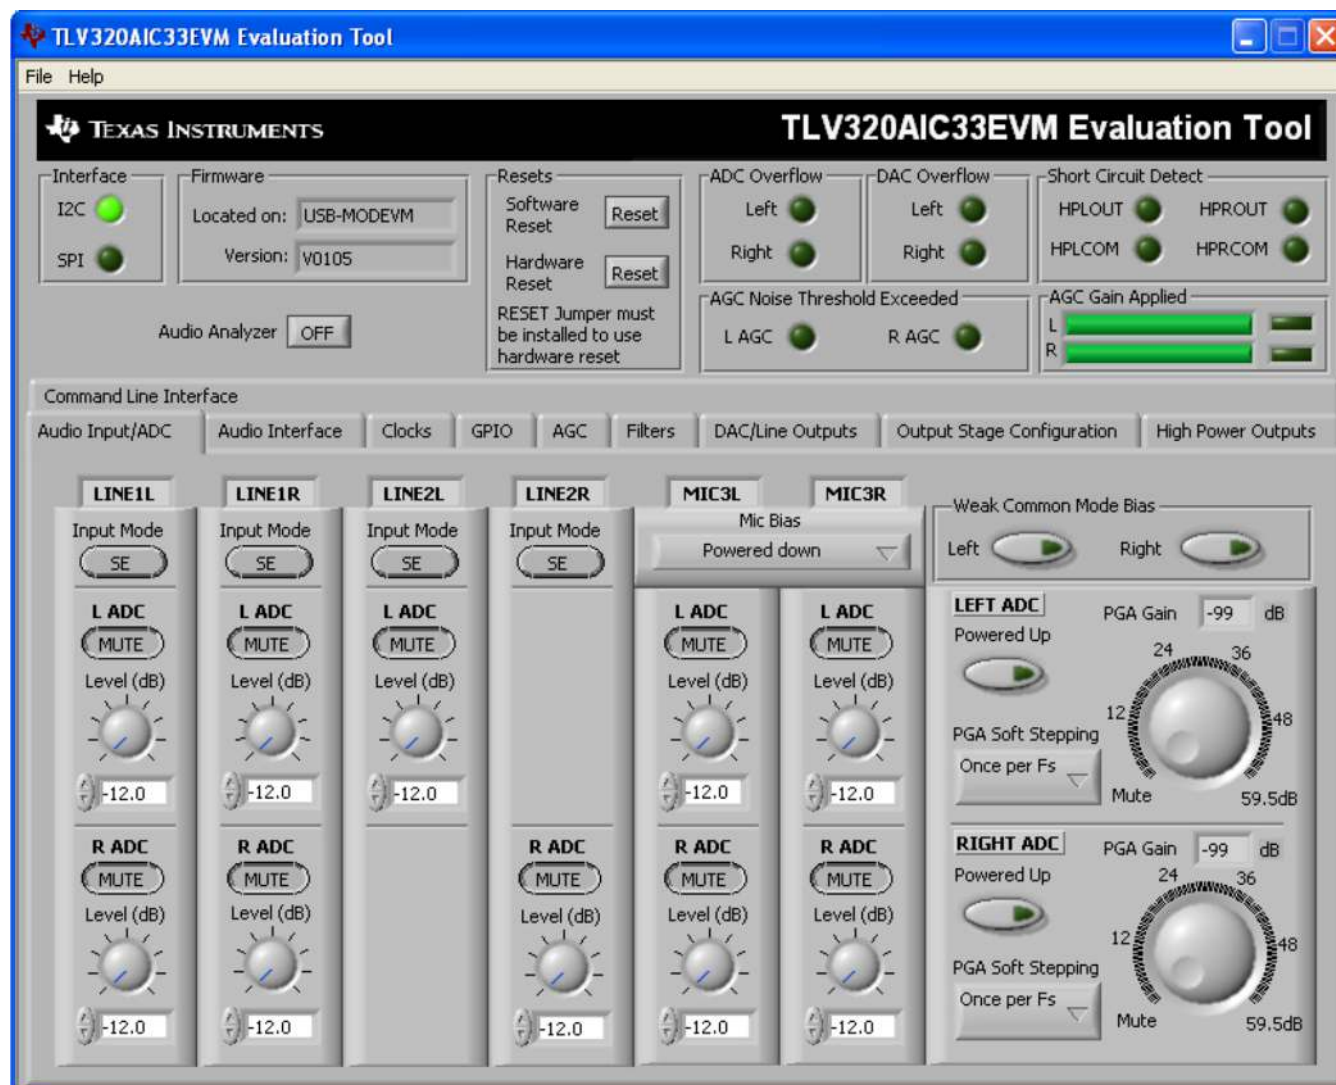 TLV320AIC33EVM Evaluation Tool
File Help
TEXAS INSTRUMENTS
TLV320AIC33EVM Evaluation Tool
Interface
I2C
SPI
Firmware
Located on: USB-MODEVM
Version: V0105
Audio Analyzer OFF
Resets
Software Reset Reset
Hardware Reset Reset
RESET Jumper must
be installed to use
hardware reset
ADC Overflow
Left
Right
DAC Overflow
Left
Right
Short Circuit Detect
HPLOUT HPROUT
HPLCOM HPRCOM
AGC Noise Threshold Exceeded
L AGC R AGC
AGC Gain Applied
L
R
Command Line Interface
Audio Input/ADC Audio Interface Clocks GPIO AGC Filters DAC/Line Outputs Output Stage Configuration High Power Outputs
LINE1L
Input Mode
SE
L ADC
MUTE
Level (dB)
-12.0
R ADC
MUTE
Level (dB)
-12.0
LINE1R
Input Mode
SE
L ADC
MUTE
Level (dB)
-12.0
R ADC
MUTE
Level (dB)
-12.0
LINE2L
Input Mode
SE
L ADC
MUTE
Level (dB)
-12.0
LINE2R
Input Mode
SE
R ADC
MUTE
Level (dB)
-12.0
MIC3L MIC3R
Mic Bias
Powered down
L ADC
MUTE
Level (dB)
-12.0
R ADC
MUTE
Level (dB)
-12.0
L ADC
MUTE
Level (dB)
-12.0
R ADC
MUTE
Level (dB)
-12.0
Weak Common Mode Bias
Left Right
LEFT ADC
Powered Up
PGA Soft Stepping
Once per Fs
PGA Gain -99 dB
24 36
12 48
Mute 59.5dB
RIGHT ADC
Powered Up
PGA Soft Stepping
Once per Fs
PGA Gain -99 dB
24 36
12 48
Mute 59.5dB